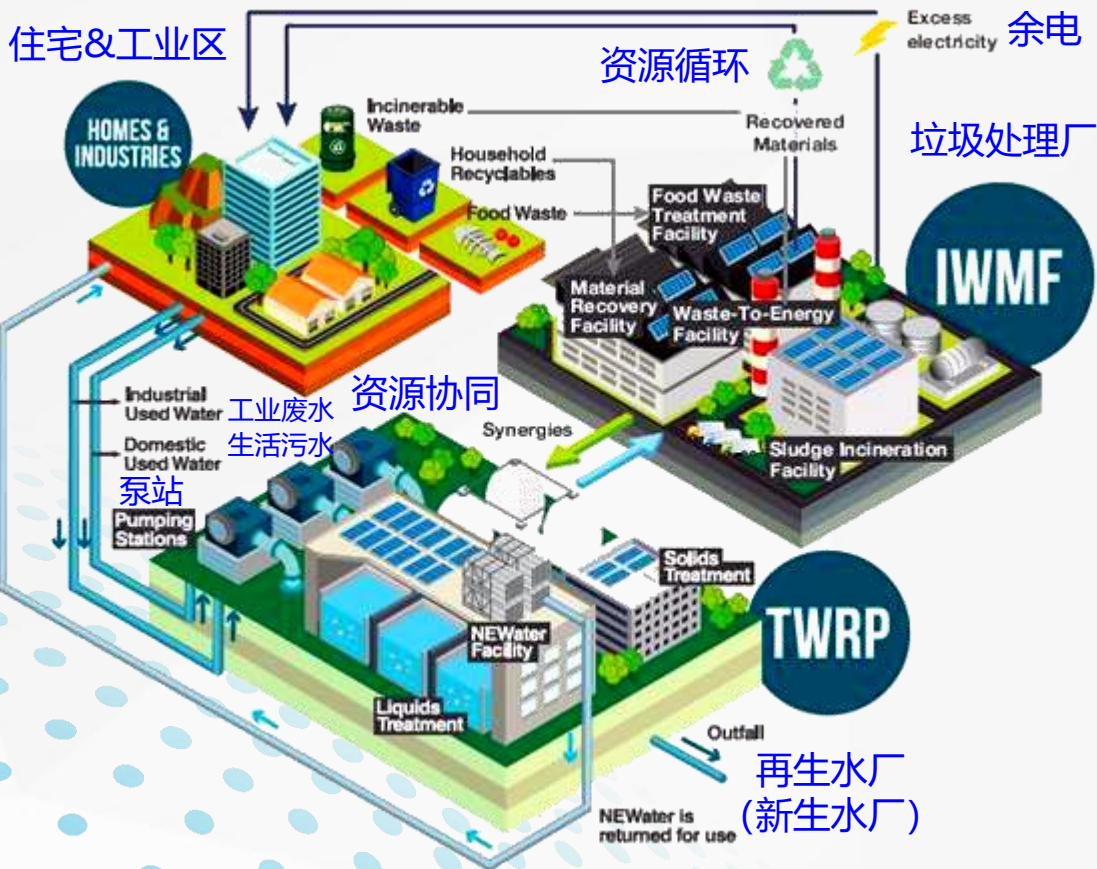 住宅&工业区
Excess
electricity
余电
资源循环
HOMES &
INDUSTRIES
Incinerable
Waste
Recovered
Materials
垃圾处理厂
Household
Recyclables
Food Waste
Food Waste
Treatment
Facility
IWMF
Material
Recovery
Facility
Waste-To-Energy
Facility
资源协同
Industrial
Used Water
工业废水
Synergies
Domestic
Used Water
生活污水
Sludge Incineration
Facility
泵站
Pumping
Stations
Solids
Treatment
TWRP
NEWater
Facility
Liquids
Treatment
Outfall
再生水厂
(新生水厂)
NEWater is
returned for use